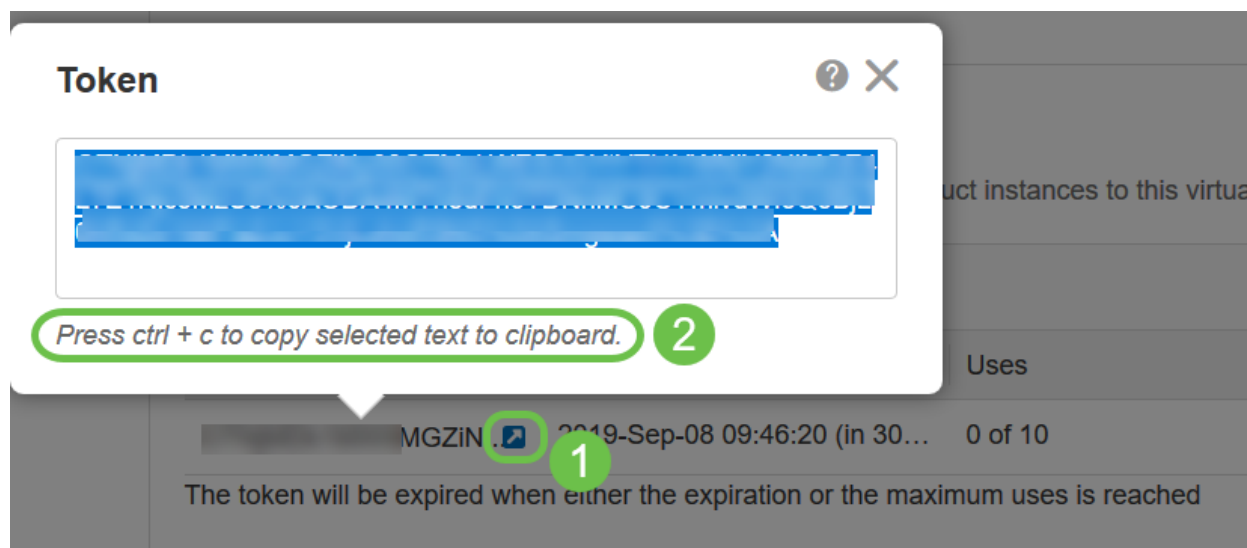 Token
Press ctrl + c to copy selected text to clipboard.
2
uct instances to this virtua
Uses
MGZiN...
1
-Sep-08 09:46:20 (in 30…
0 of 10
The token will be expired when either the expiration or the maximum uses is reached